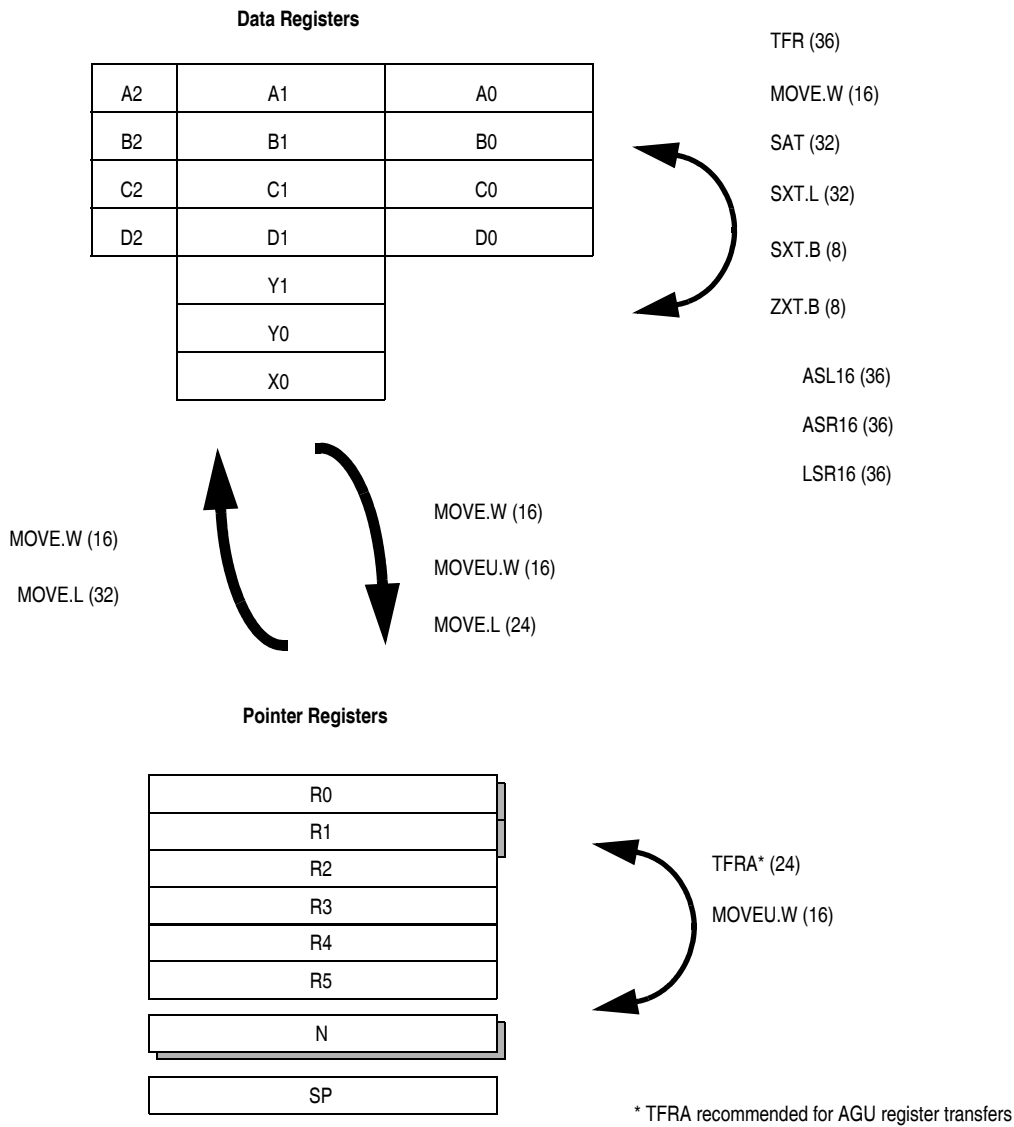 Data Registers
TFR (36)
A2 A1 A0
MOVE.W (16)
B2 B1 B0
SAT (32)
C2 C1 C0
SXT.L (32)
D2 D1 D0
SXT.B (8)
Y1
ZXT.B (8)
Y0
X0
ASL16 (36)
ASR16 (36)
LSR16 (36)
MOVE.W (16)
MOVE.L (32)
MOVE.W (16)
MOVEU.W (16)
MOVE.L (24)
Pointer Registers
R0
R1
R2
R3
R4
R5
N
SP
TFRA* (24)
MOVEU.W (16)
* TFRA recommended for AGU register transfers